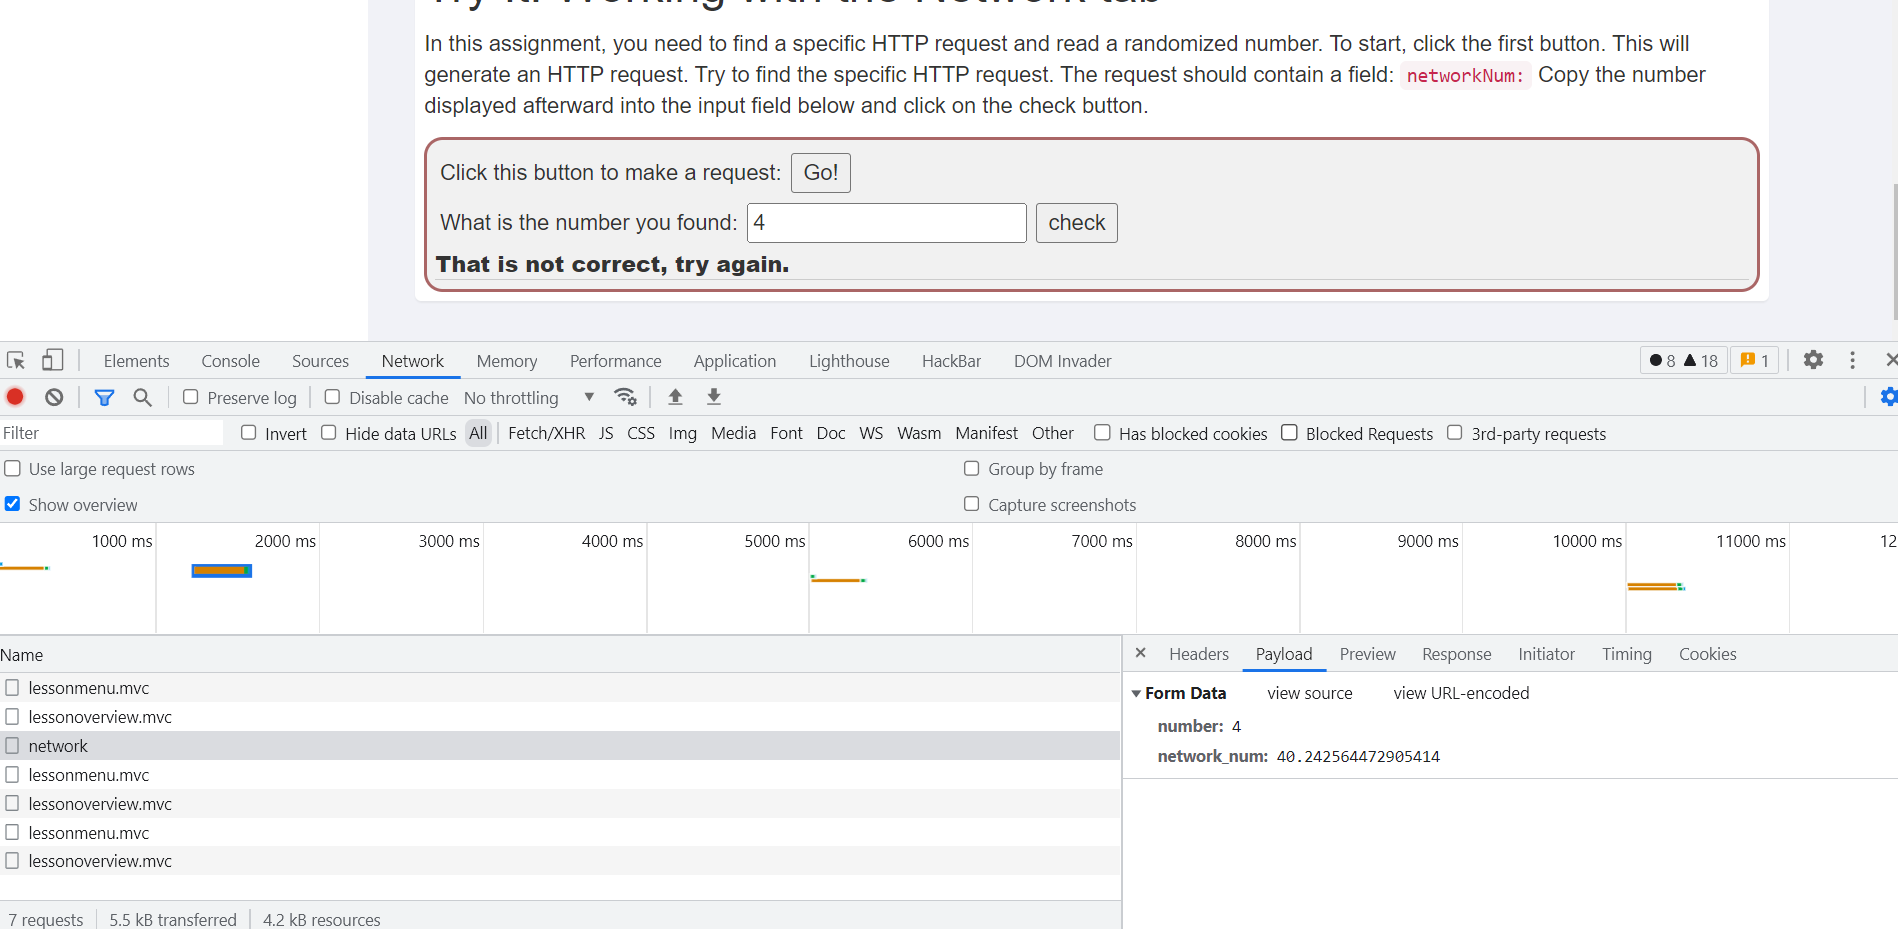 Try It! Working with the Network tab
In this assignment, you need to find a specific HTTP request and read a randomized number. To start, click the first button. This will
generate an HTTP request. Try to find the specific HTTP request. The request should contain a field: networkNum: Copy the number
displayed afterward into the input field below and click on the check button.
Click this button to make a request: Go!
What is the number you found: 4 check
That is not correct, try again.
Elements Console Sources Network Memory Performance Application Lighthouse HackBar DOM Invader 8 18 1
Preserve log Disable cache No throttling
Filter Invert Hide data URLs All Fetch/XHR JS CSS Img Media Font Doc WS Wasm Manifest Other Has blocked cookies Blocked Requests 3rd-party requests
Use large request rows Group by frame
Show overview Capture screenshots
1000 ms 2000 ms 3000 ms 4000 ms 5000 ms 6000 ms 7000 ms 8000 ms 9000 ms 10000 ms 11000 ms 12
Name
lessonmenu.mvc
lessonoverview.mvc
network
lessonmenu.mvc
lessonoverview.mvc
lessonmenu.mvc
lessonoverview.mvc
7 requests 5.5 kB transferred 4.2 kB resources
Headers Payload Preview Response Initiator Timing Cookies
Form Data view source view URL-encoded
number: 4
network_num: 40.242564472905414